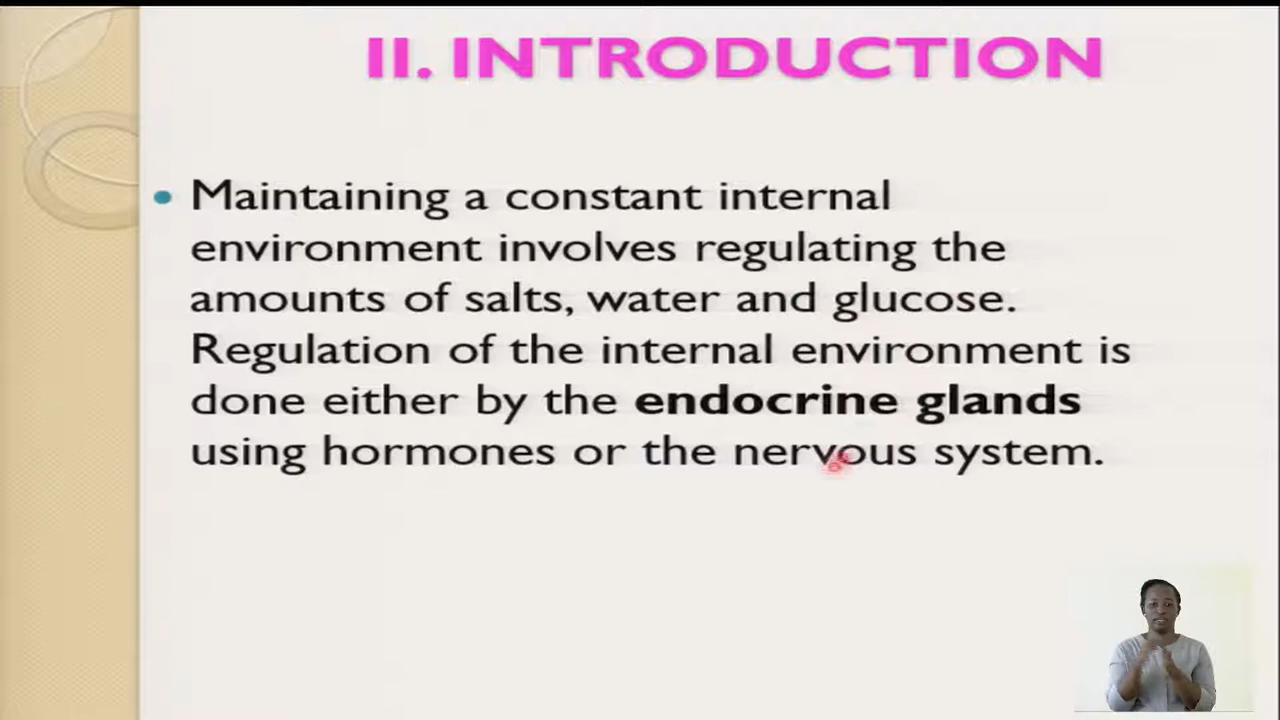 II. INTRODUCTION
• Maintaining a constant internal
environment involves regulating the
amounts of salts, water and glucose.
Regulation of the internal environment is
done either by the endocrine glands
using hormones or the nervous system.